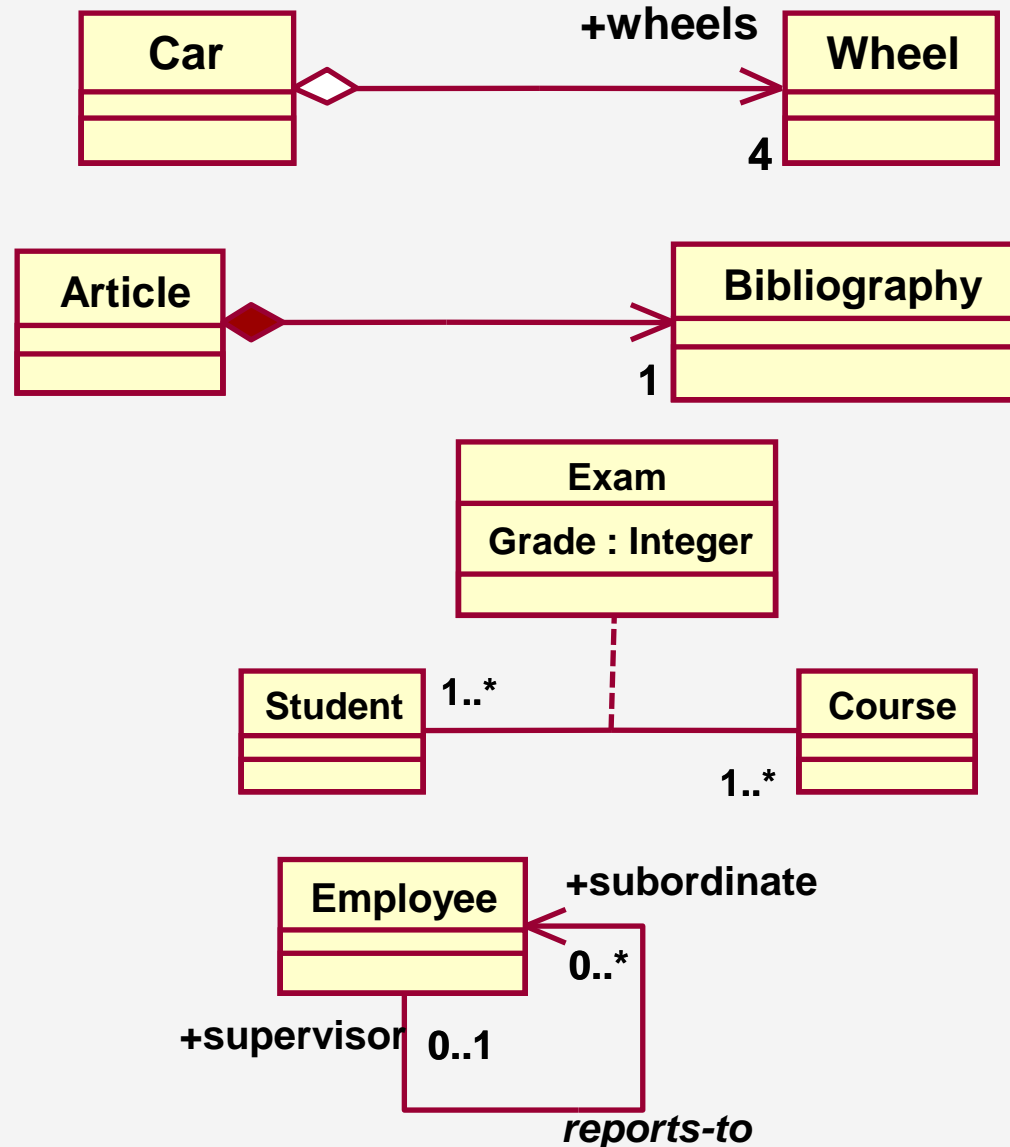 +wheels
Car
Wheel
4
Article
Bibliography
1
Exam
Grade : Integer
Student
1..*
Course
1..*
Employee
+subordinate
0..*
+supervisor
0..1
reports-to